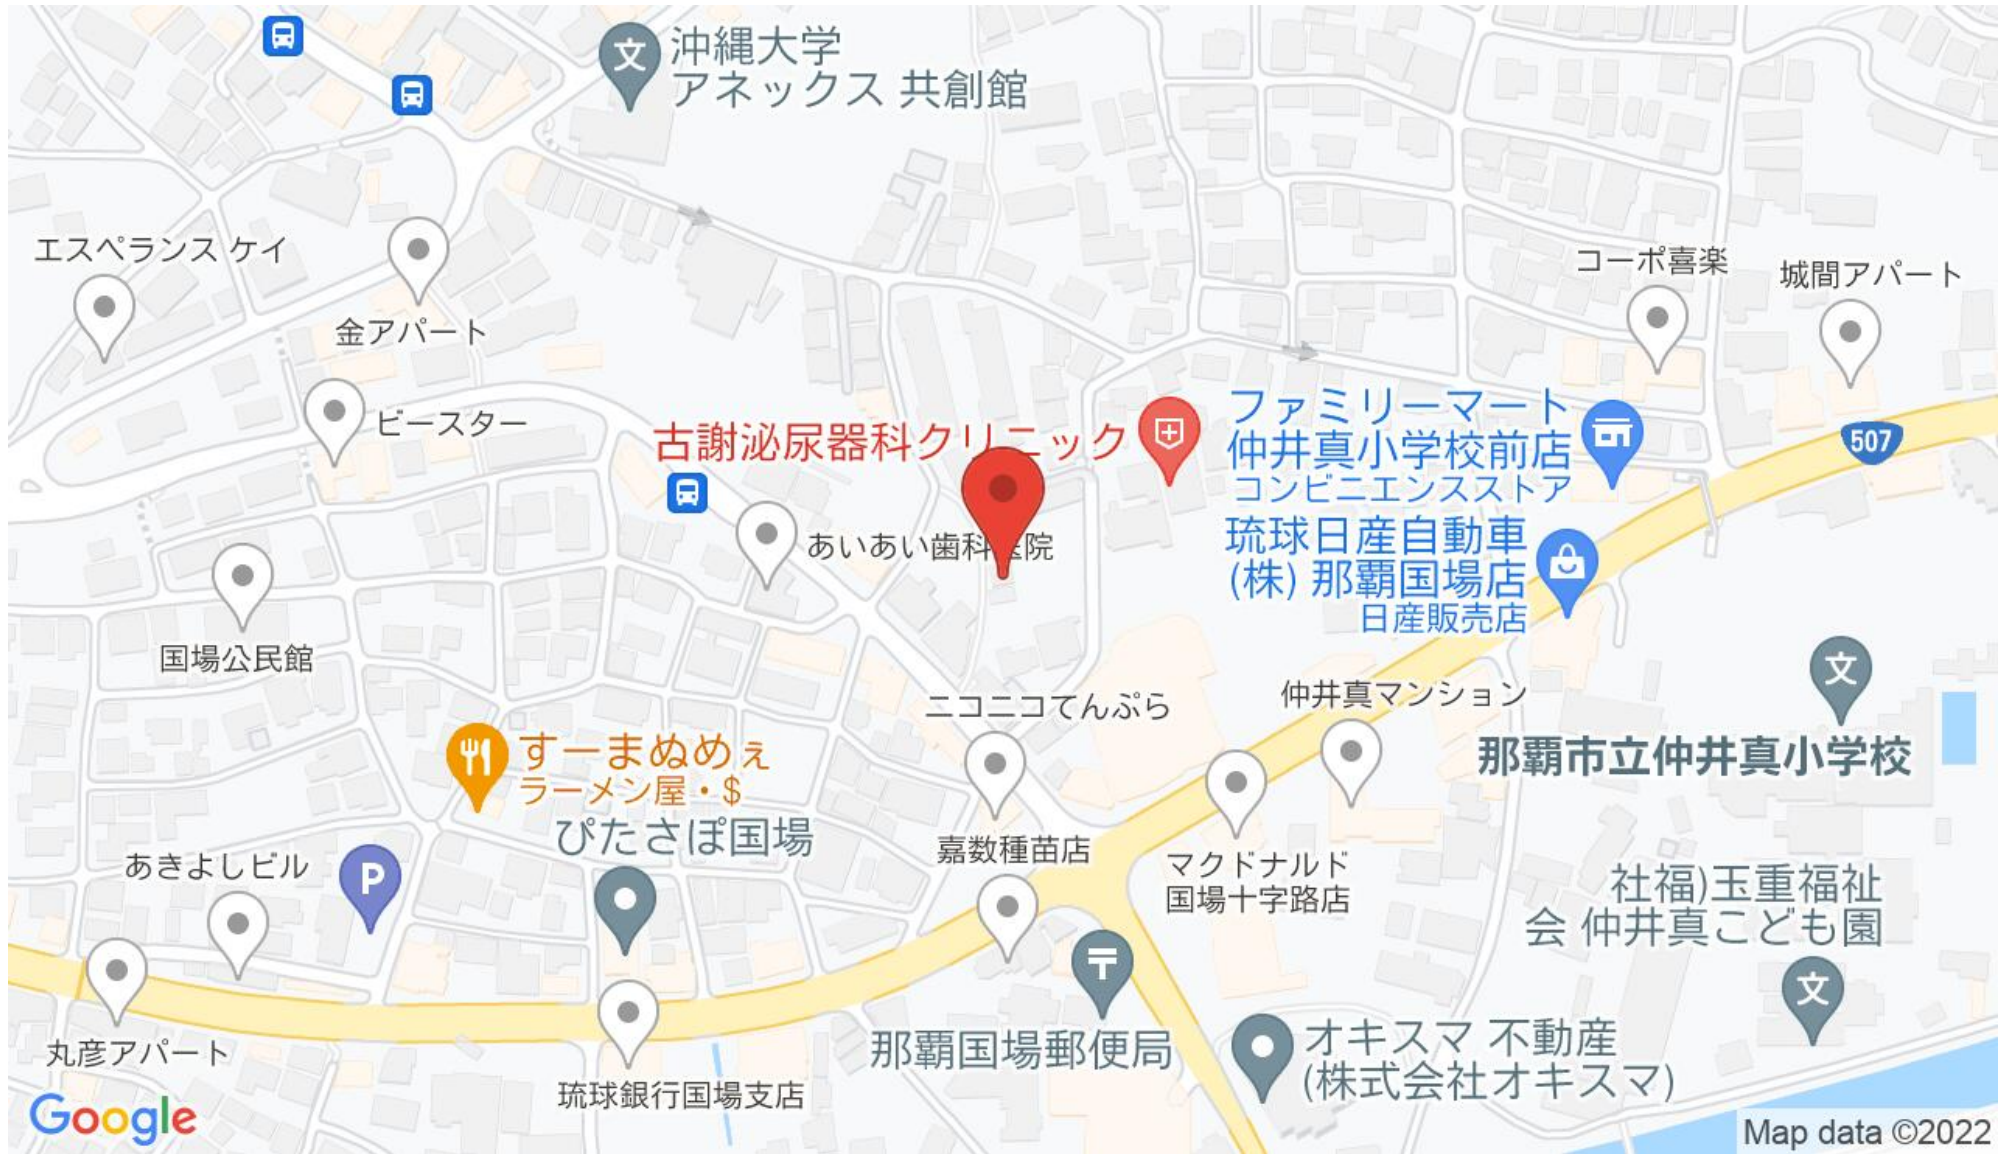 沖縄大学
アネックス 共創館
エスペランス ケイ
金アパート
コーポ喜楽
城間アパート
ビースター
古謝泌尿器科クリニック
ファミリーマート
仲井真小学校前店
コンビニエンスストア
507
あいあい歯科医院
琉球日産自動車
(株) 那覇国場店
日産販売店
国場公民館
ニコニコてんぷら
仲井真マンション
文
那覇市立仲井真小学校
すーまぬめぇ
ラーメン屋・$
ぴたさぽ国場
嘉数種苗店
マクドナルド
国場十字路店
あきよしビル
P
社福)玉重福祉
会 仲井真こども園
文
丸彦アパート
那覇国場郵便局
オキスマ 不動産
(株式会社オキスマ)
琉球銀行国場支店
Google
Map data ©2022